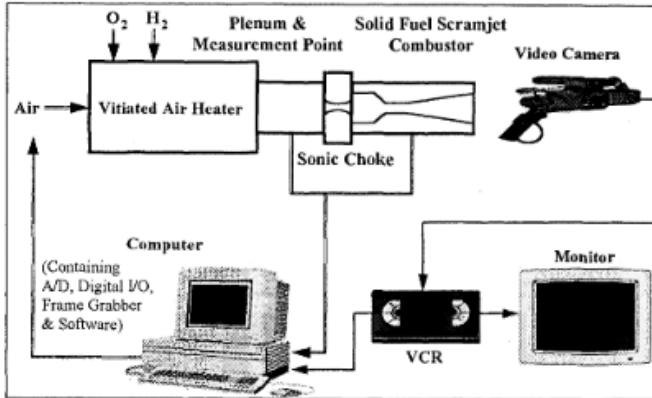 O2 H2
Plenum &
Measurement Point
Solid Fuel Scramjet
Combustor
Video Camera
Air
Vitiated Air Heater
Sonic Choke
Computer
(Containing
A/D, Digital I/O,
Frame Grabber
& Software)
Monitor
VCR